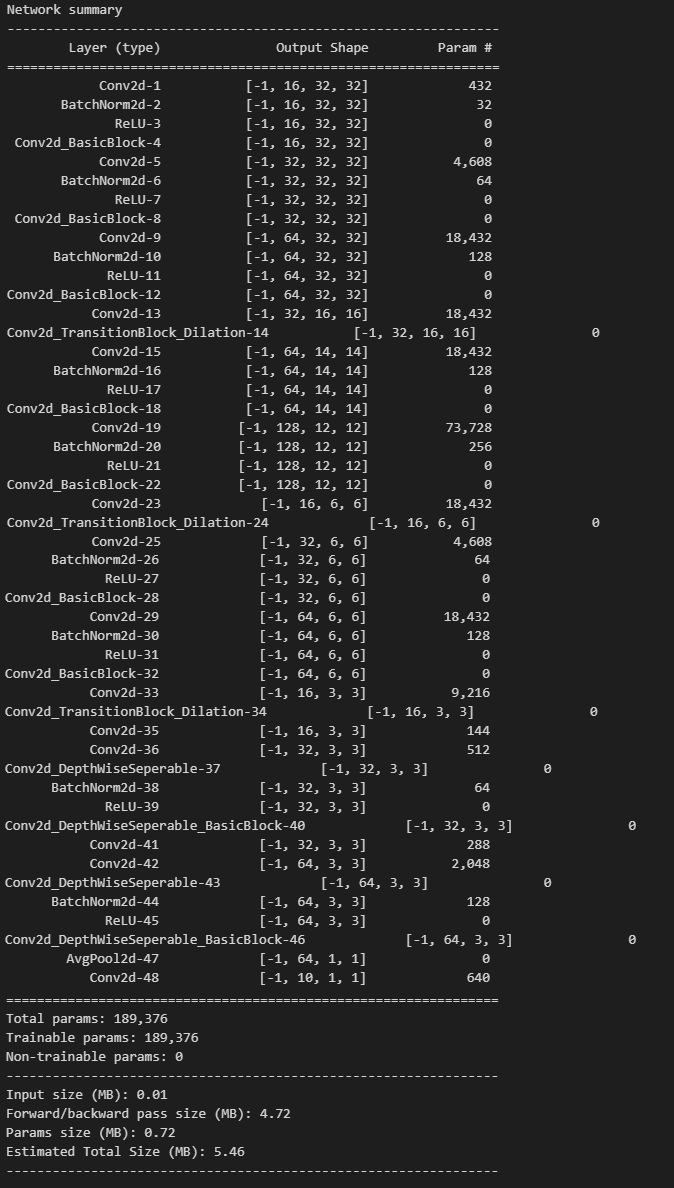 Network summary
----------------------------------------------------------------
Layer (type) Output Shape Param #
================================================================
Conv2d-1 [-1, 16, 32, 32] 432
BatchNorm2d-2 [-1, 16, 32, 32] 32
ReLU-3 [-1, 16, 32, 32] 0
Conv2d_BasicBlock-4 [-1, 16, 32, 32] 0
Conv2d-5 [-1, 32, 32, 32] 4,608
BatchNorm2d-6 [-1, 32, 32, 32] 64
ReLU-7 [-1, 32, 32, 32] 0
Conv2d_BasicBlock-8 [-1, 32, 32, 32] 0
Conv2d-9 [-1, 64, 32, 32] 18,432
BatchNorm2d-10 [-1, 64, 32, 32] 128
ReLU-11 [-1, 64, 32, 32] 0
Conv2d_BasicBlock-12 [-1, 64, 32, 32] 0
Conv2d-13 [-1, 32, 16, 16] 18,432
Conv2d_TransitionBlock_Dilation-14 [-1, 32, 16, 16] 0
Conv2d-15 [-1, 64, 14, 14] 18,432
BatchNorm2d-16 [-1, 64, 14, 14] 128
ReLU-17 [-1, 64, 14, 14] 0
Conv2d_BasicBlock-18 [-1, 64, 14, 14] 0
Conv2d-19 [-1, 128, 12, 12] 73,728
BatchNorm2d-20 [-1, 128, 12, 12] 256
ReLU-21 [-1, 128, 12, 12] 0
Conv2d_BasicBlock-22 [-1, 128, 12, 12] 0
Conv2d-23 [-1, 16, 6, 6] 18,432
Conv2d_TransitionBlock_Dilation-24 [-1, 16, 6, 6] 0
Conv2d-25 [-1, 32, 6, 6] 4,608
BatchNorm2d-26 [-1, 32, 6, 6] 64
ReLU-27 [-1, 32, 6, 6] 0
Conv2d_BasicBlock-28 [-1, 32, 6, 6] 0
Conv2d-29 [-1, 64, 6, 6] 18,432
BatchNorm2d-30 [-1, 64, 6, 6] 128
ReLU-31 [-1, 64, 6, 6] 0
Conv2d_BasicBlock-32 [-1, 64, 6, 6] 0
Conv2d-33 [-1, 16, 3, 3] 9,216
Conv2d_TransitionBlock_Dilation-34 [-1, 16, 3, 3] 0
Conv2d-35 [-1, 16, 3, 3] 144
Conv2d-36 [-1, 32, 3, 3] 512
Conv2d_DepthWiseSeperable-37 [-1, 32, 3, 3] 0
BatchNorm2d-38 [-1, 32, 3, 3] 64
ReLU-39 [-1, 32, 3, 3] 0
Conv2d_DepthWiseSeperable_BasicBlock-40 [-1, 32, 3, 3] 0
Conv2d-41 [-1, 32, 3, 3] 288
Conv2d-42 [-1, 64, 3, 3] 2,048
Conv2d_DepthWiseSeperable-43 [-1, 64, 3, 3] 0
BatchNorm2d-44 [-1, 64, 3, 3] 128
ReLU-45 [-1, 64, 3, 3] 0
Conv2d_DepthWiseSeperable_BasicBlock-46 [-1, 64, 3, 3] 0
AvgPool2d-47 [-1, 64, 1, 1] 0
Conv2d-48 [-1, 10, 1, 1] 640
================================================================
Total params: 189,376
Trainable params: 189,376
Non-trainable params: 0
----------------------------------------------------------------
Input size (MB): 0.01
Forward/backward pass size (MB): 4.72
Params size (MB): 0.72
Estimated Total Size (MB): 5.46
----------------------------------------------------------------